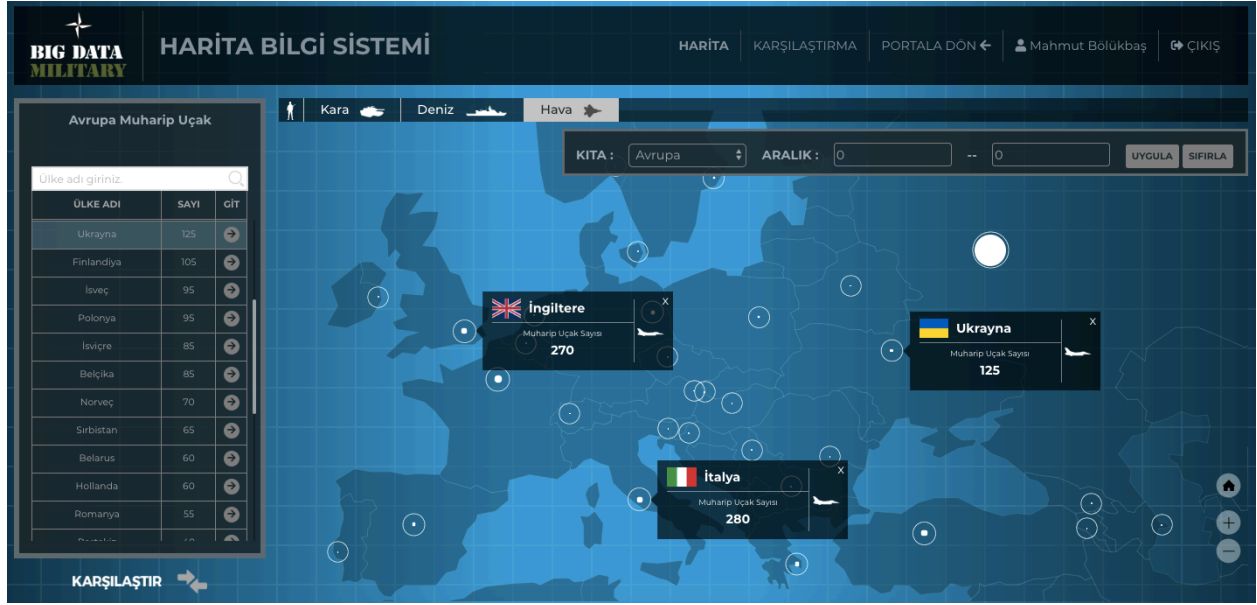 BIG DATA
MILITARY
HARİTA BİLGİ SİSTEMİ
HARİTA
KARŞILAŞTIRMA
PORTALA DÖN
Mahmut Bölükbaş
ÇIKIŞ
Avrupa Muharip Uçak
Ülke adı giriniz.
ÜLKE ADI SAYI GİT
Ukrayna 125
Finlandiya 105
İsveç 95
Polonya 95
İsviçre 85
Belçika 85
Norveç 70
Sırbistan 65
Belarus 60
Hollanda 60
Romanya 55
KARŞILAŞTIR
Kara
Deniz
Hava
KITA : Avrupa ARALIK : 0 -- 0 UYGULA SIFIRLA
X
İngiltere
Muharip Uçak Sayısı
270
X
Ukrayna
Muharip Uçak Sayısı
125
X
İtalya
Muharip Uçak Sayısı
280